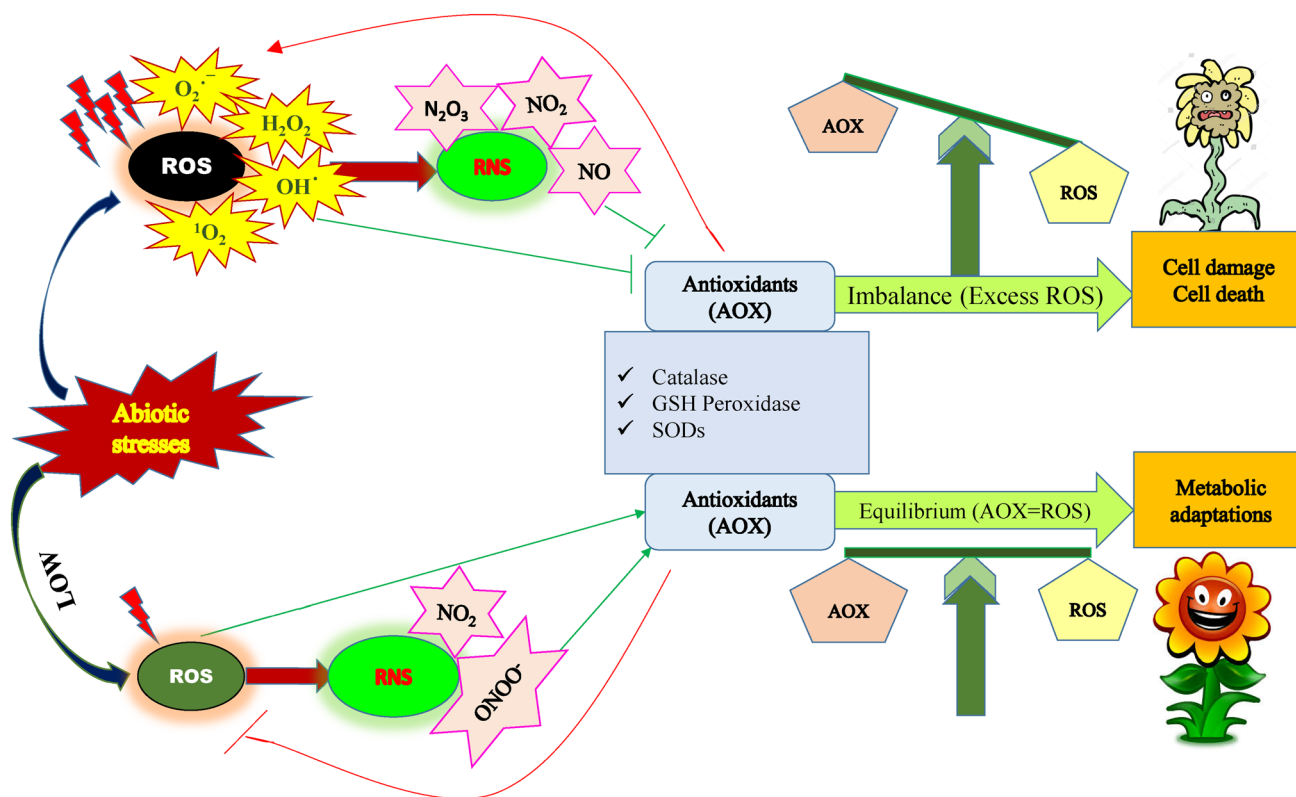 O₂·⁻
H₂O₂
ROS
OH·
¹O₂
N₂O₃
NO₂
RNS
NO
AOX
ROS
Antioxidants
(AOX)
Imbalance (Excess ROS)
Cell damage
Cell death
✓ Catalase
✓ GSH Peroxidase
✓ SODs
Abiotic
stresses
LOW
Antioxidants
(AOX)
Equilibrium (AOX=ROS)
Metabolic
adaptations
AOX
ROS
ROS
RNS
NO₂
ONOO⁻